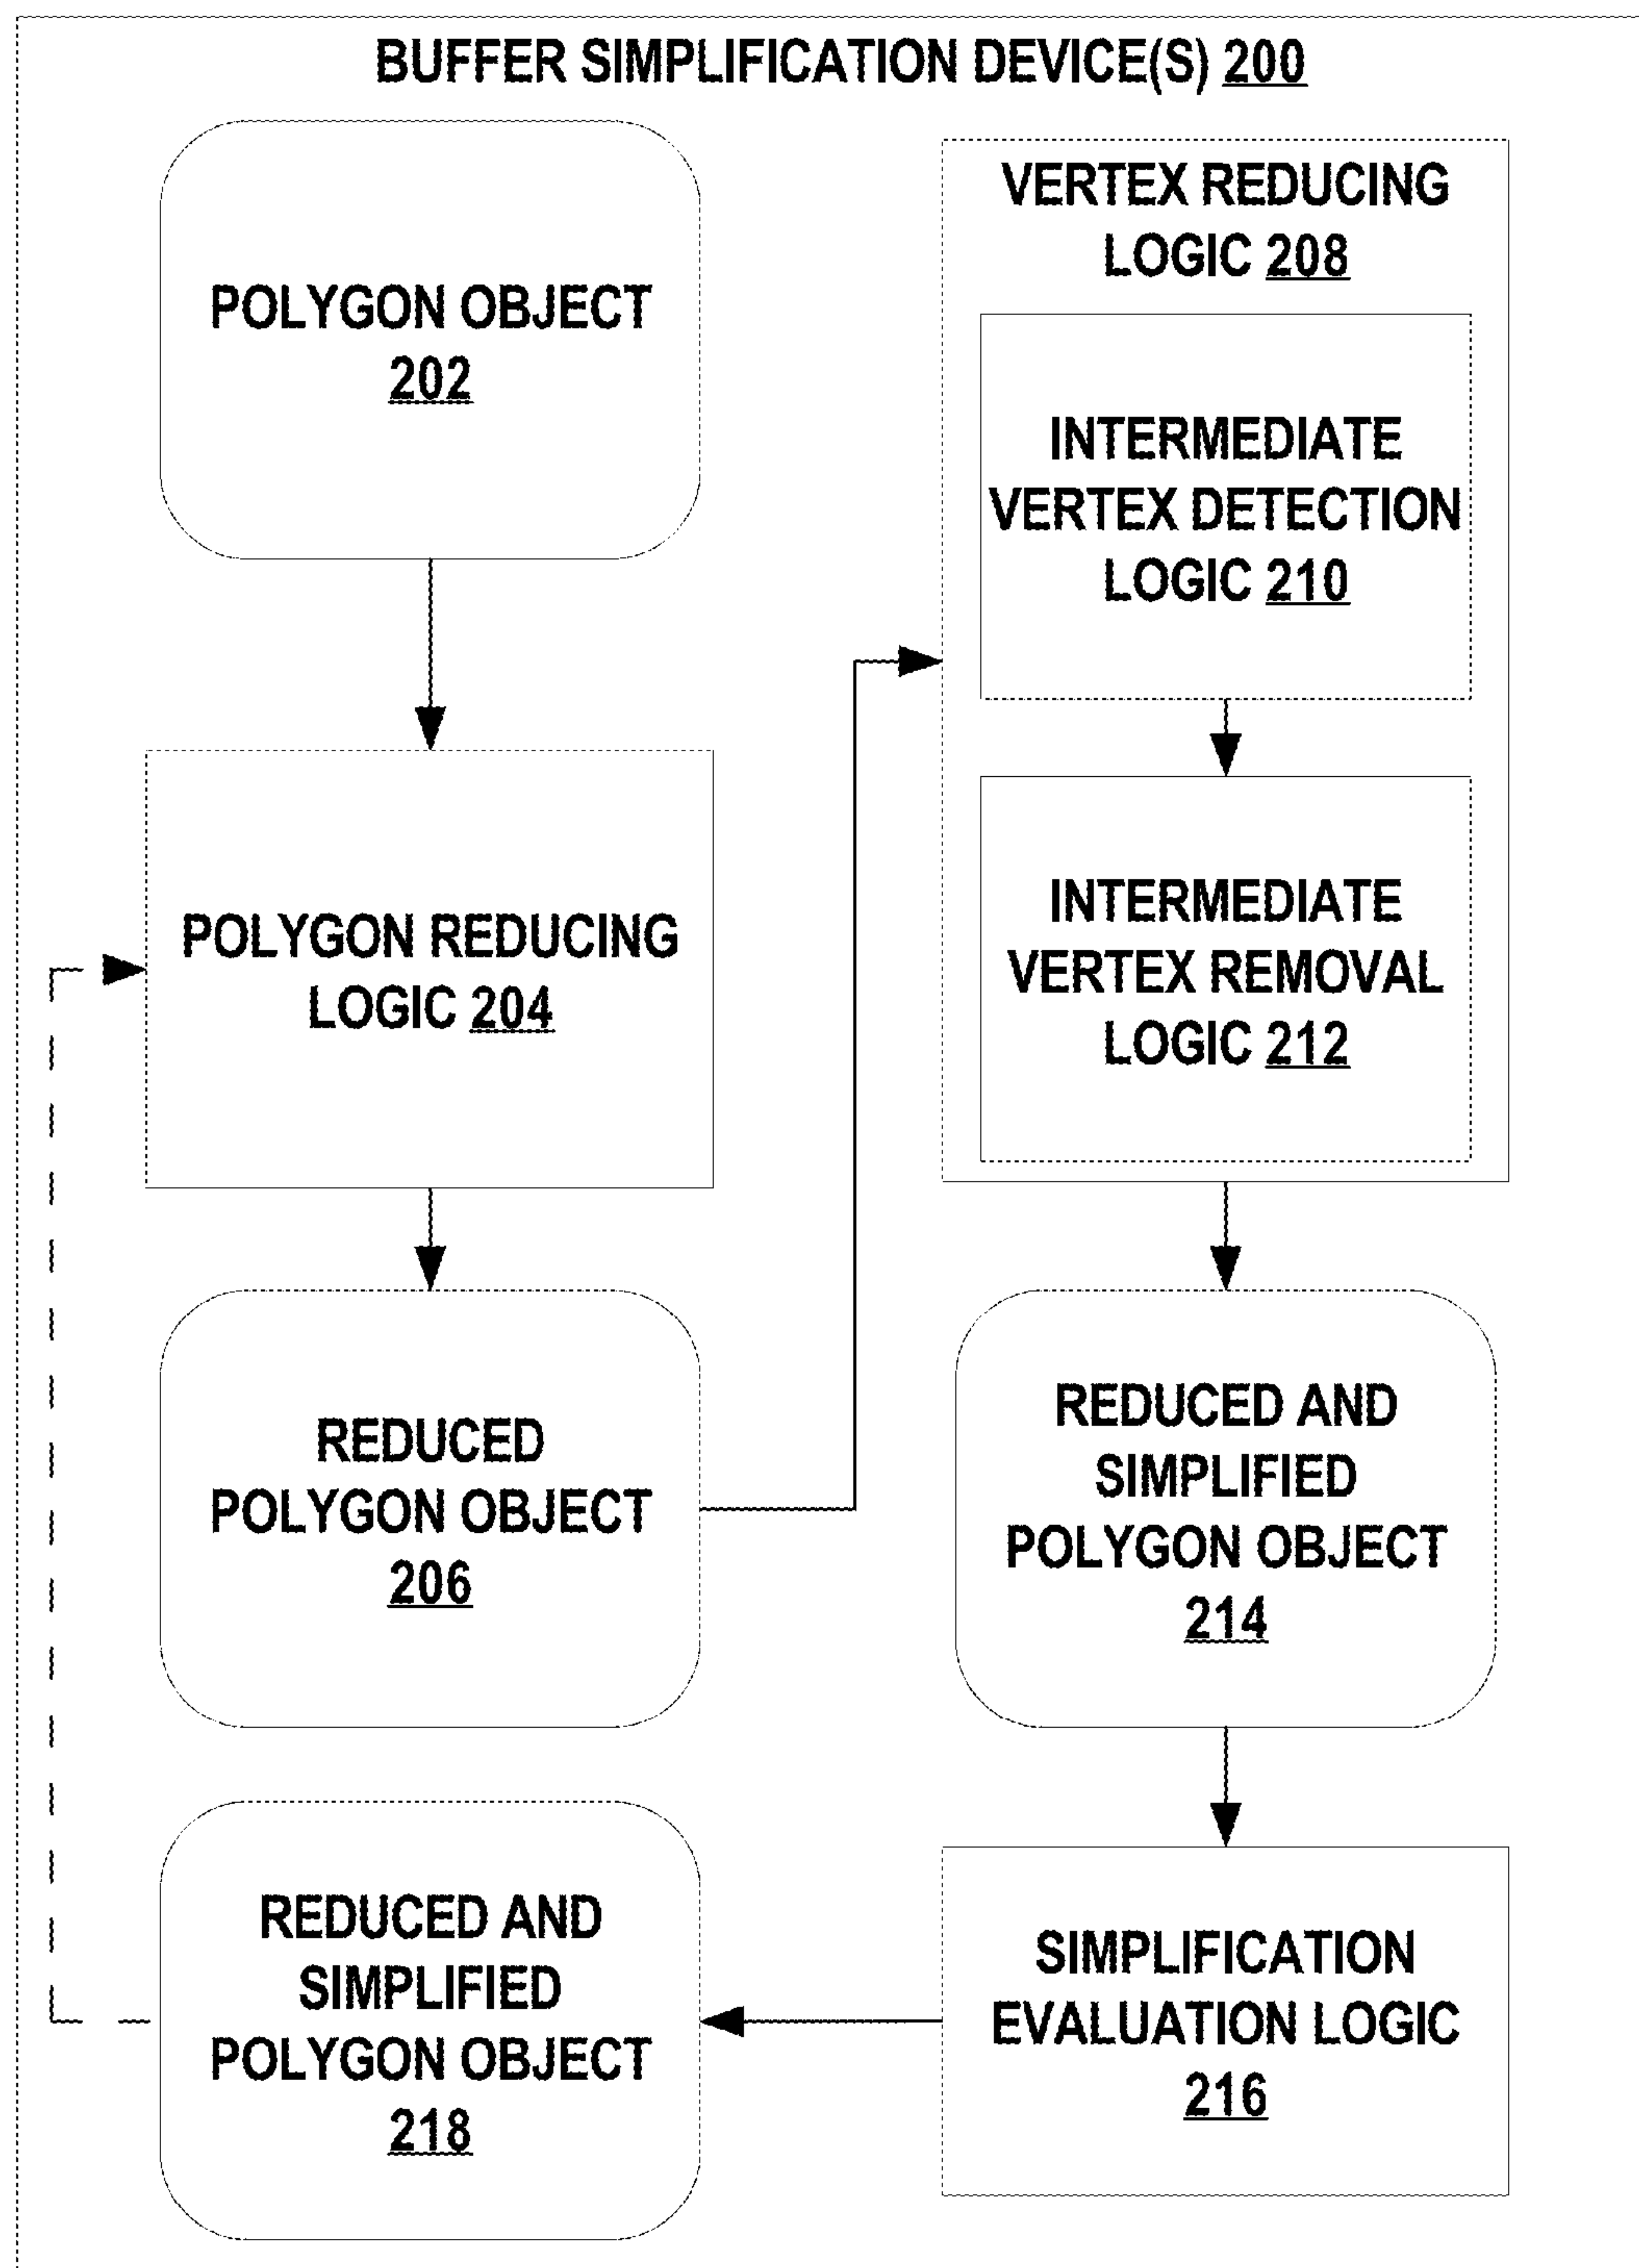 BUFFER SIMPLIFICATION DEVICE(S) 200
POLYGON OBJECT
202
POLYGON REDUCING
LOGIC 204
REDUCED
POLYGON OBJECT
206
VERTEX REDUCING
LOGIC 208
INTERMEDIATE
VERTEX DETECTION
LOGIC 210
INTERMEDIATE
VERTEX REMOVAL
LOGIC 212
REDUCED AND
SIMPLIFIED
POLYGON OBJECT
214
SIMPLIFICATION
EVALUATION LOGIC
216
REDUCED AND
SIMPLIFIED
POLYGON OBJECT
218